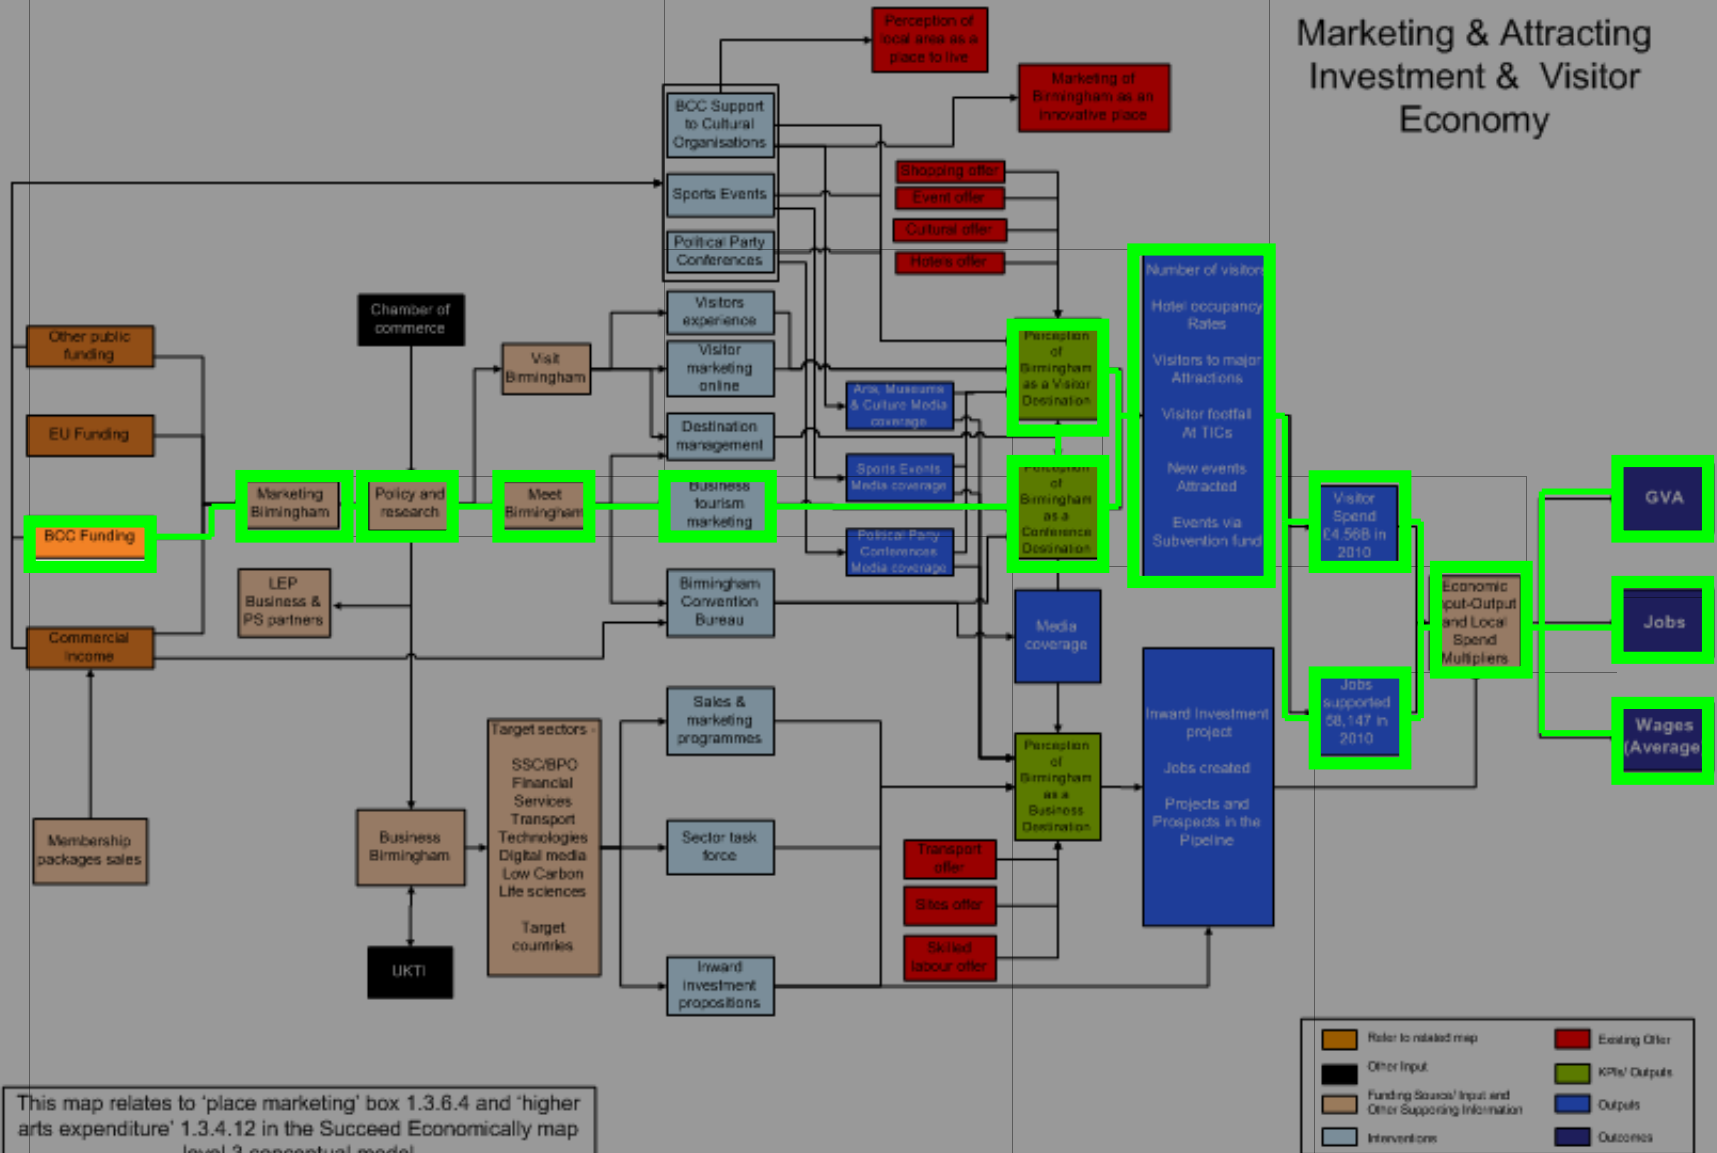 Marketing & Attracting
Investment & Visitor
Economy
Perception of
local area as a
place to live
Marketing of
Birmingham as an
innovative place
BCC Support
to Cultural
Organisations
Sports Events
Political Party
Conferences
Shopping offer
Event offer
Cultural offer
Hotels offer
Chamber of
commerce
Other public
funding
EU Funding
BCC Funding
Commercial
Income
Membership
packages sales
Marketing
Birmingham
Policy and
research
LEP
Business &
PS partners
Visit
Birmingham
Meet
Birmingham
Visitors
experience
Visitor
marketing
online
Destination
management
Business
tourism
marketing
Birmingham
Convention
Bureau
Arts, Museums
& Culture Media
coverage
Sports Events
Media coverage
Political Party
Conferences
Media coverage
Perception
of
Birmingham
as a Visitor
Destination
Perception
of
Birmingham
as a
Conference
Destination
Media
coverage
Number of visitors
Hotel occupancy
Rates
Visitors to major
Attractions
Visitor footfall
At TICs
New events
Attracted
Events via
Subvention fund
Visitor
Spend
£4.56B in
2010
Jobs
supported
58,147 in
2010
Economic
Input-Output
and Local
Spend
Multipliers
GVA
Jobs
Wages
(Average
Business
Birmingham
UKTI
Target sectors -
SSC/BPO
Financial
Services
Transport
Technologies
Digital media
Low Carbon
Life sciences
Target
countries
Sales &
marketing
programmes
Sector task
force
Inward
investment
propositions
Perception
of
Birmingham
as a
Business
Destination
Transport
offer
Sites offer
Skilled
labour offer
Inward Investment
project
Jobs created
Projects and
Prospects in the
Pipeline
Refer to related map
Other Input
Funding Source/ Input and
Other Supporting Information
Interventions
Existing Offer
KPIs/ Outputs
Outputs
Outcomes
This map relates to 'place marketing' box 1.3.6.4 and 'higher
arts expenditure' 1.3.4.12 in the Succeed Economically map
level 3 conceptual model